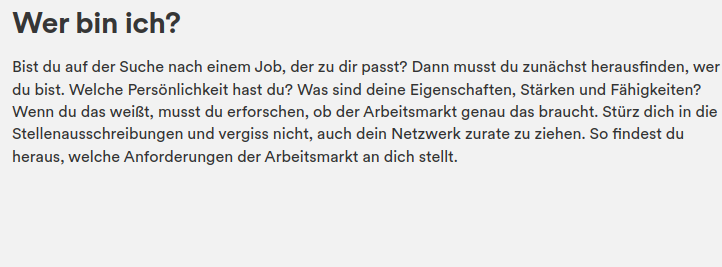 Wer bin ich?
Bist du auf der Suche nach einem Job, der zu dir passt? Dann musst du zunächst herausfinden, wer
du bist. Welche Persönlichkeit hast du? Was sind deine Eigenschaften, Stärken und Fähigkeiten?
Wenn du das weißt, musst du erforschen, ob der Arbeitsmarkt genau das braucht. Stürz dich in die
Stellenausschreibungen und vergiss nicht, auch dein Netzwerk zurate zu ziehen. So findest du
heraus, welche Anforderungen der Arbeitsmarkt an dich stellt.